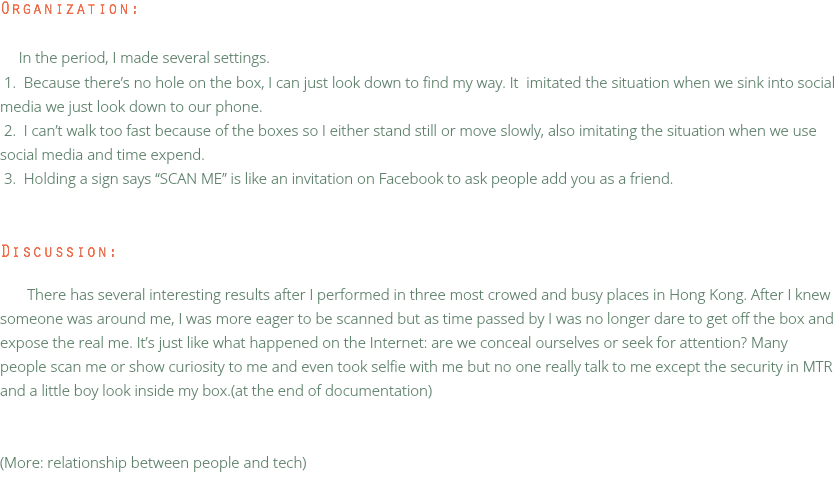 Organization:
In the period, I made several settings.
1. Because there’s no hole on the box, I can just look down to find my way. It imitated the situation when we sink into social
media we just look down to our phone.
2. I can’t walk too fast because of the boxes so I either stand still or move slowly, also imitating the situation when we use
social media and time expend.
3. Holding a sign says “SCAN ME” is like an invitation on Facebook to ask people add you as a friend.
Discussion:
There has several interesting results after I performed in three most crowed and busy places in Hong Kong. After I knew
someone was around me, I was more eager to be scanned but as time passed by I was no longer dare to get off the box and
expose the real me. It’s just like what happened on the Internet: are we conceal ourselves or seek for attention? Many
people scan me or show curiosity to me and even took selfie with me but no one really talk to me except the security in MTR
and a little boy look inside my box.(at the end of documentation)
(More: relationship between people and tech)